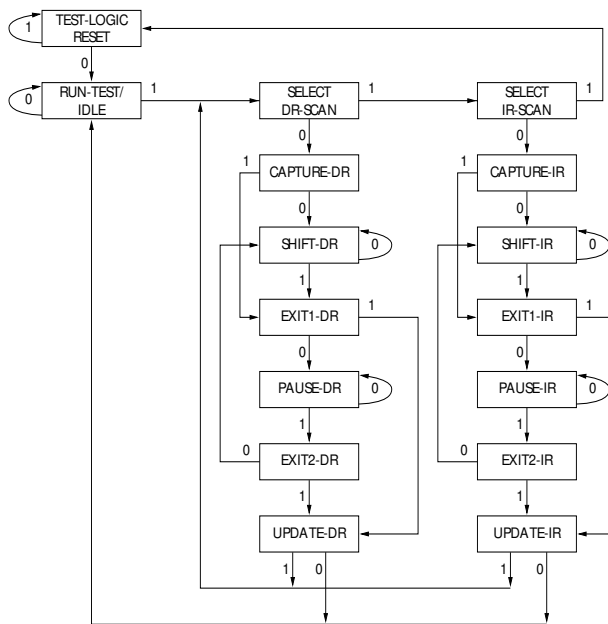 TEST-LOGIC
RESET
1
0
RUN-TEST/
IDLE
0
1
SELECT
DR-SCAN
1
SELECT
IR-SCAN
1
0
0
CAPTURE-DR
1
CAPTURE-IR
1
0
0
SHIFT-DR
0
SHIFT-IR
0
1
1
EXIT1-DR
1
EXIT1-IR
1
0
0
PAUSE-DR
0
PAUSE-IR
0
1
1
EXIT2-DR
0
EXIT2-IR
0
1
1
UPDATE-DR
UPDATE-IR
1
0
1
0